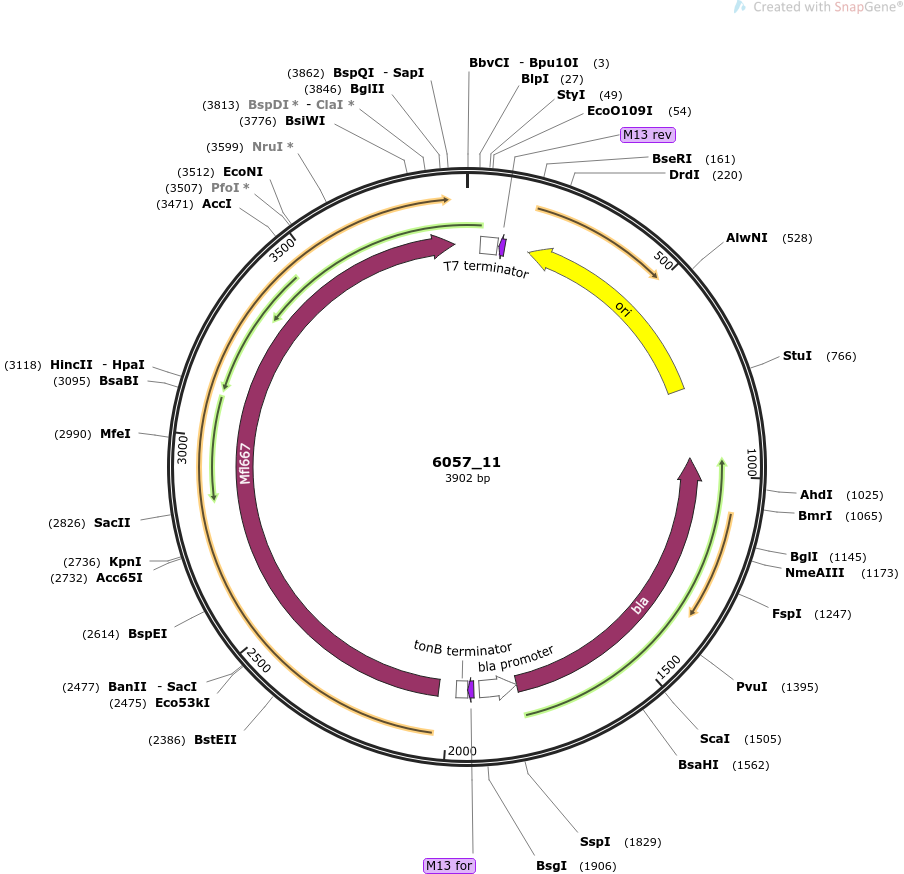 Created with SnapGene®
(3862) BspQI - SapI
(3846) BglII
(3813) BspDI * - ClaI *
(3776) BsiWI
(3599) NruI *
(3512) EcoNI
(3507) PfoI *
(3471) AccI
BbvCI - Bpu10I (3)
BlpI (27)
StyI (49)
EcoO109I (54)
M13 rev
BseRI (161)
DrdI (220)
AlwNI (528)
StuI (766)
AhdI (1025)
BmrI (1065)
BglI (1145)
NmeAIII (1173)
FspI (1247)
PvuI (1395)
ScaI (1505)
BsaHI (1562)
SspI (1829)
BsgI (1906)
M13 for
(3118) HincII - HpaI
(3095) BsaBI
(2990) MfeI
(2826) SacII
(2736) KpnI
(2732) Acc65I
(2614) BspEI
(2477) BanII - SacI
(2475) Eco53kI
(2386) BstEII
500
1000
1500
2000
2500
3000
3500
T7 terminator
ori
Mfl667
6057_11
3902 bp
bla
tonB terminator
bla promoter